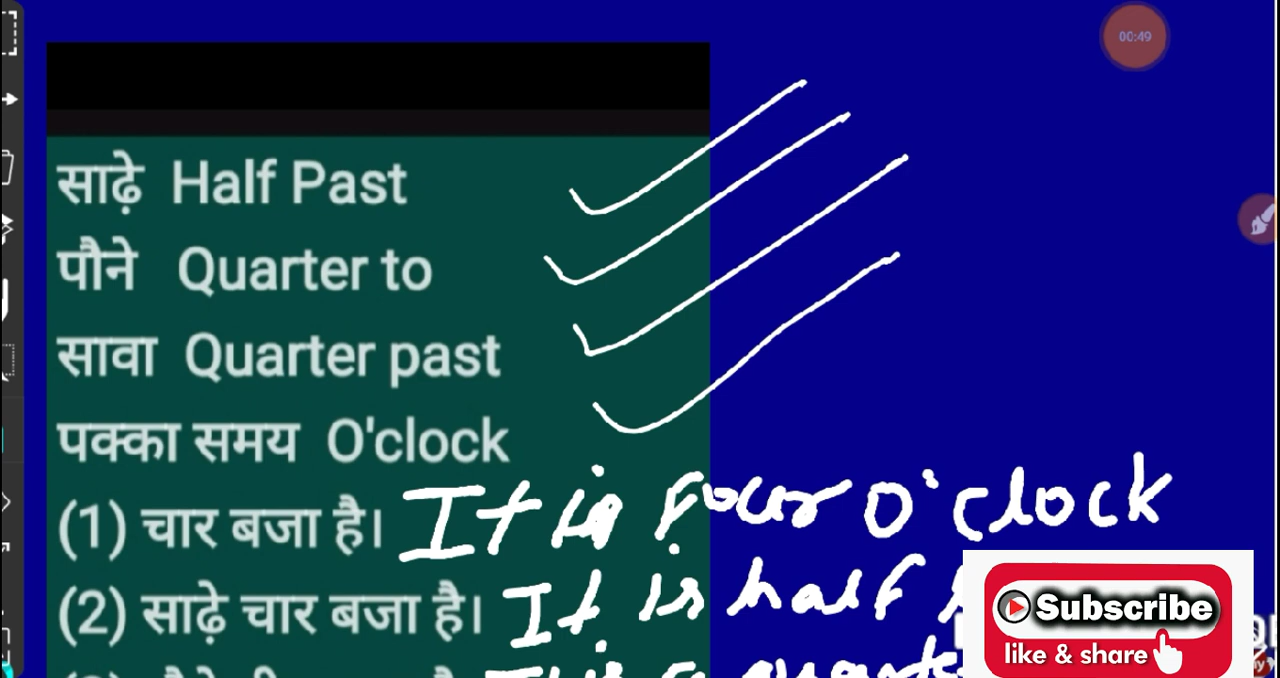 00:49
साढ़े Half Past
पौने Quarter to
सावा Quarter past
पक्का समय O'clock
(1) चार बजा है। It is Four O'clock
(2) साढ़े चार बजा है। It is half
Subscribe
like & share